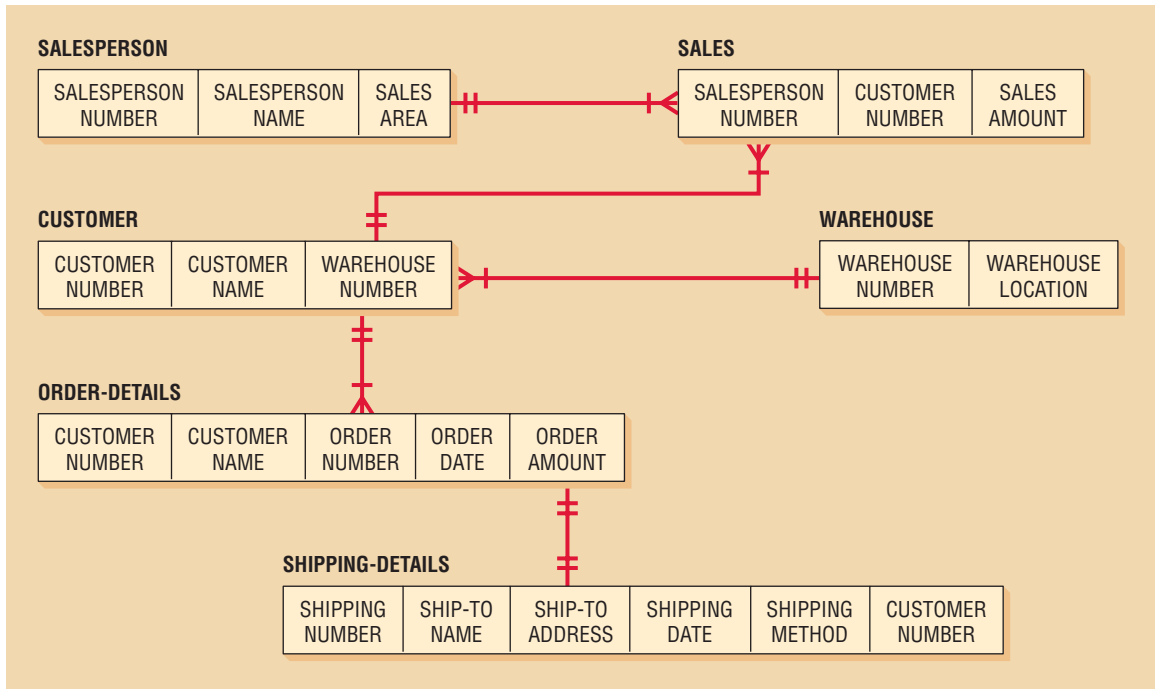 SALESPERSON
SALESPERSON NUMBER
SALESPERSON NAME
SALES AREA
SALES
SALESPERSON NUMBER
CUSTOMER NUMBER
SALES AMOUNT
CUSTOMER
CUSTOMER NUMBER
CUSTOMER NAME
WAREHOUSE NUMBER
WAREHOUSE
WAREHOUSE NUMBER
WAREHOUSE LOCATION
ORDER-DETAILS
CUSTOMER NUMBER
CUSTOMER NAME
ORDER NUMBER
ORDER DATE
ORDER AMOUNT
SHIPPING-DETAILS
SHIPPING NUMBER
SHIP-TO NAME
SHIP-TO ADDRESS
SHIPPING DATE
SHIPPING METHOD
CUSTOMER NUMBER